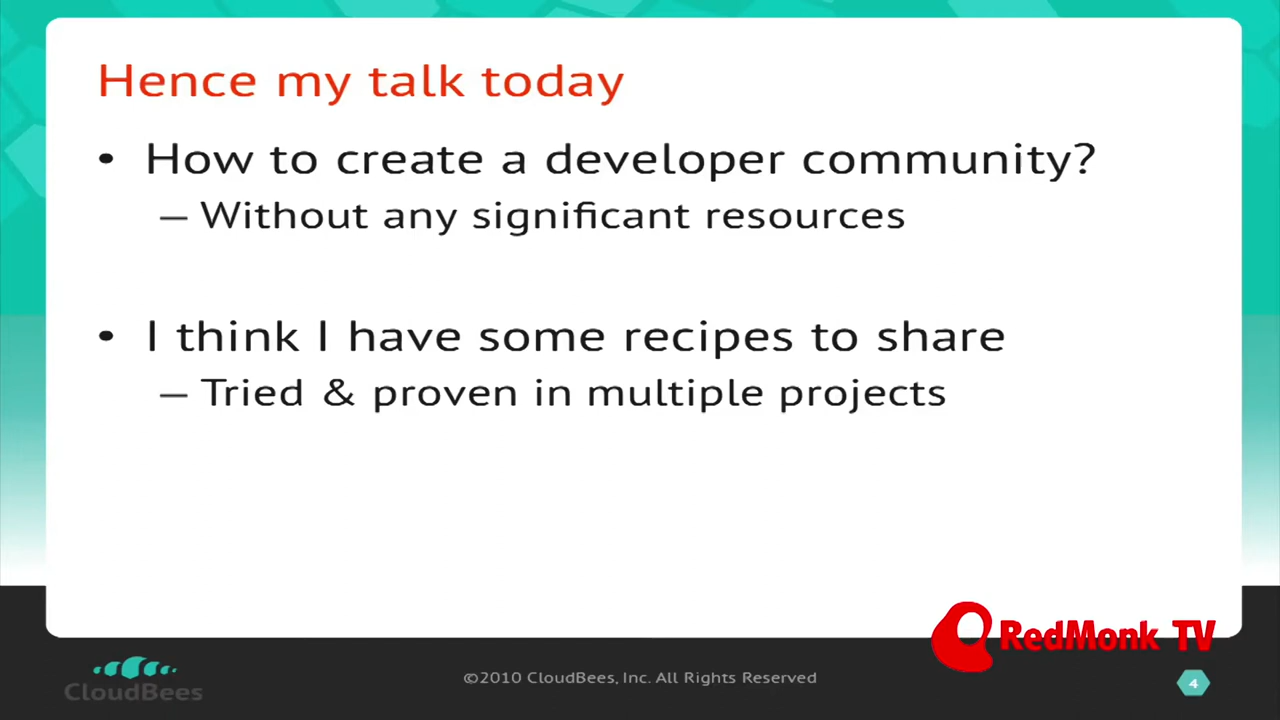 Hence my talk today
• How to create a developer community?
– Without any significant resources
• I think I have some recipes to share
– Tried & proven in multiple projects
RedMonk TV
CloudBees
©2010 CloudBees, Inc. All Rights Reserved
4